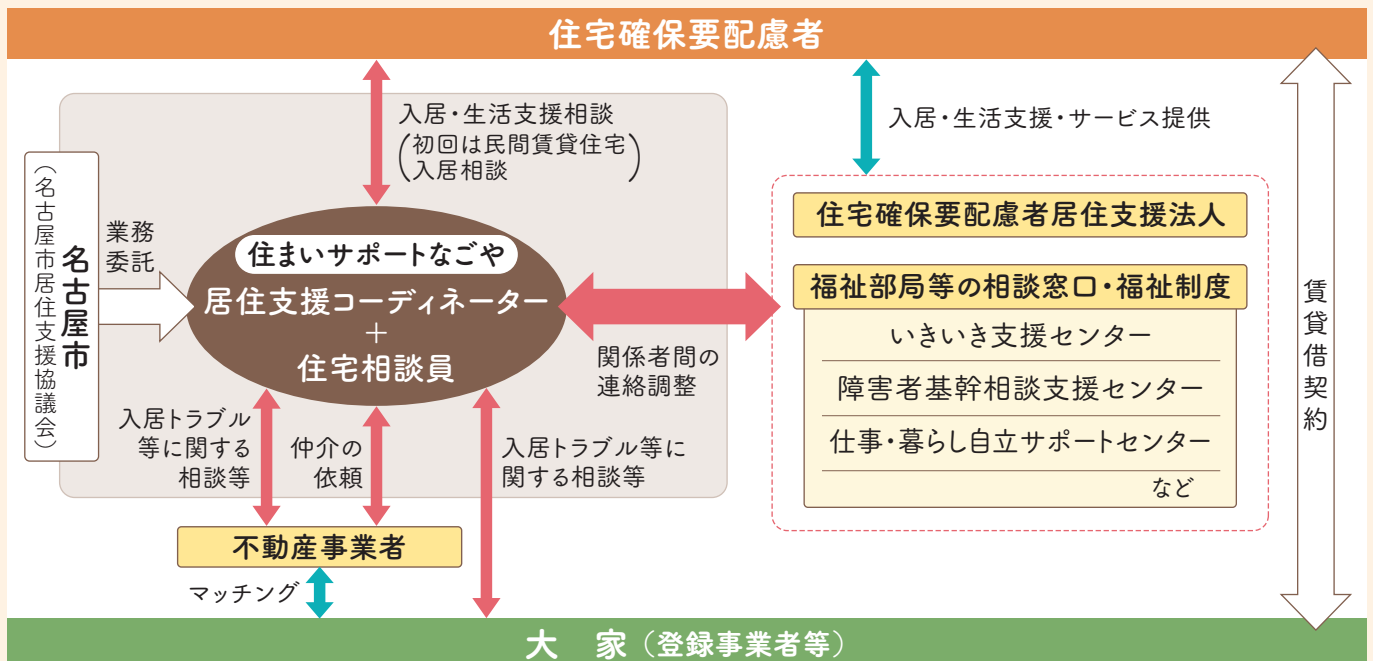 住宅確保要配慮者
入居・生活支援相談
(初回は民間賃貸住宅
入居相談)
入居・生活支援・サービス提供
名古屋市
(名古屋市居住支援協議会)
業務
委託
住まいサポートなごや
居住支援コーディネーター
+
住宅相談員
関係者間の
連絡調整
住宅確保要配慮者居住支援法人
福祉部局等の相談窓口・福祉制度
いきいき支援センター
障害者基幹相談支援センター
仕事・暮らし自立サポートセンター
など
賃貸借契約
入居トラブル
等に関する
相談等
仲介の
依頼
入居トラブル等に
関する相談等
不動産事業者
マッチング
大 家(登録事業者等)